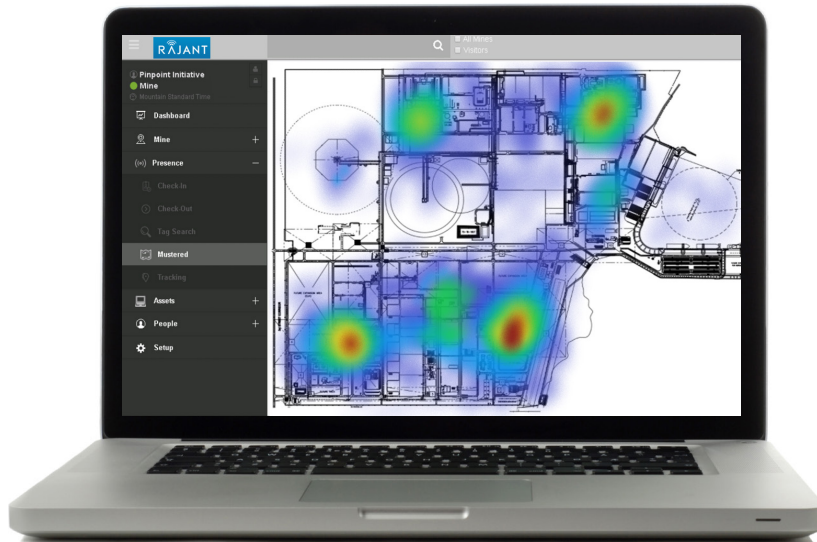 RAJANT
All Mines
Visitors
Pinpoint Initiative
Mine
Mountain Standard Time
Dashboard
Mine +
Presence −
Check-In
Check-Out
Tag Search
Mustered
Tracking
Assets +
People +
Setup